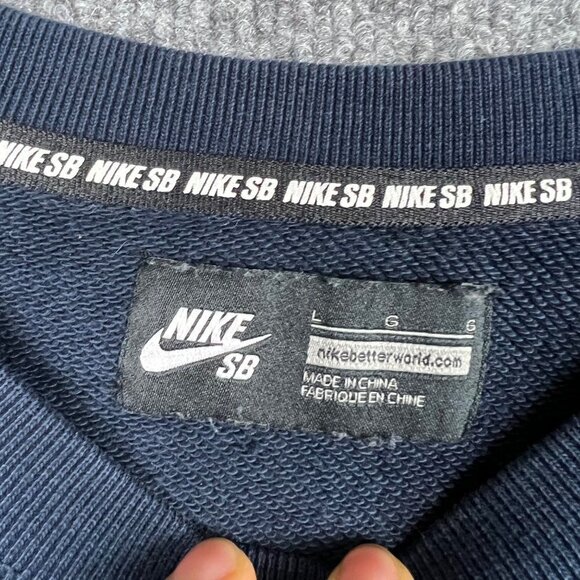 NIKE SB NIKE SB NIKE SB NIKE SB NIKE SB NIKE SB
NIKE
SB
L G G
nikebetterworld.com
MADE IN CHINA
FABRIQUE EN CHINE